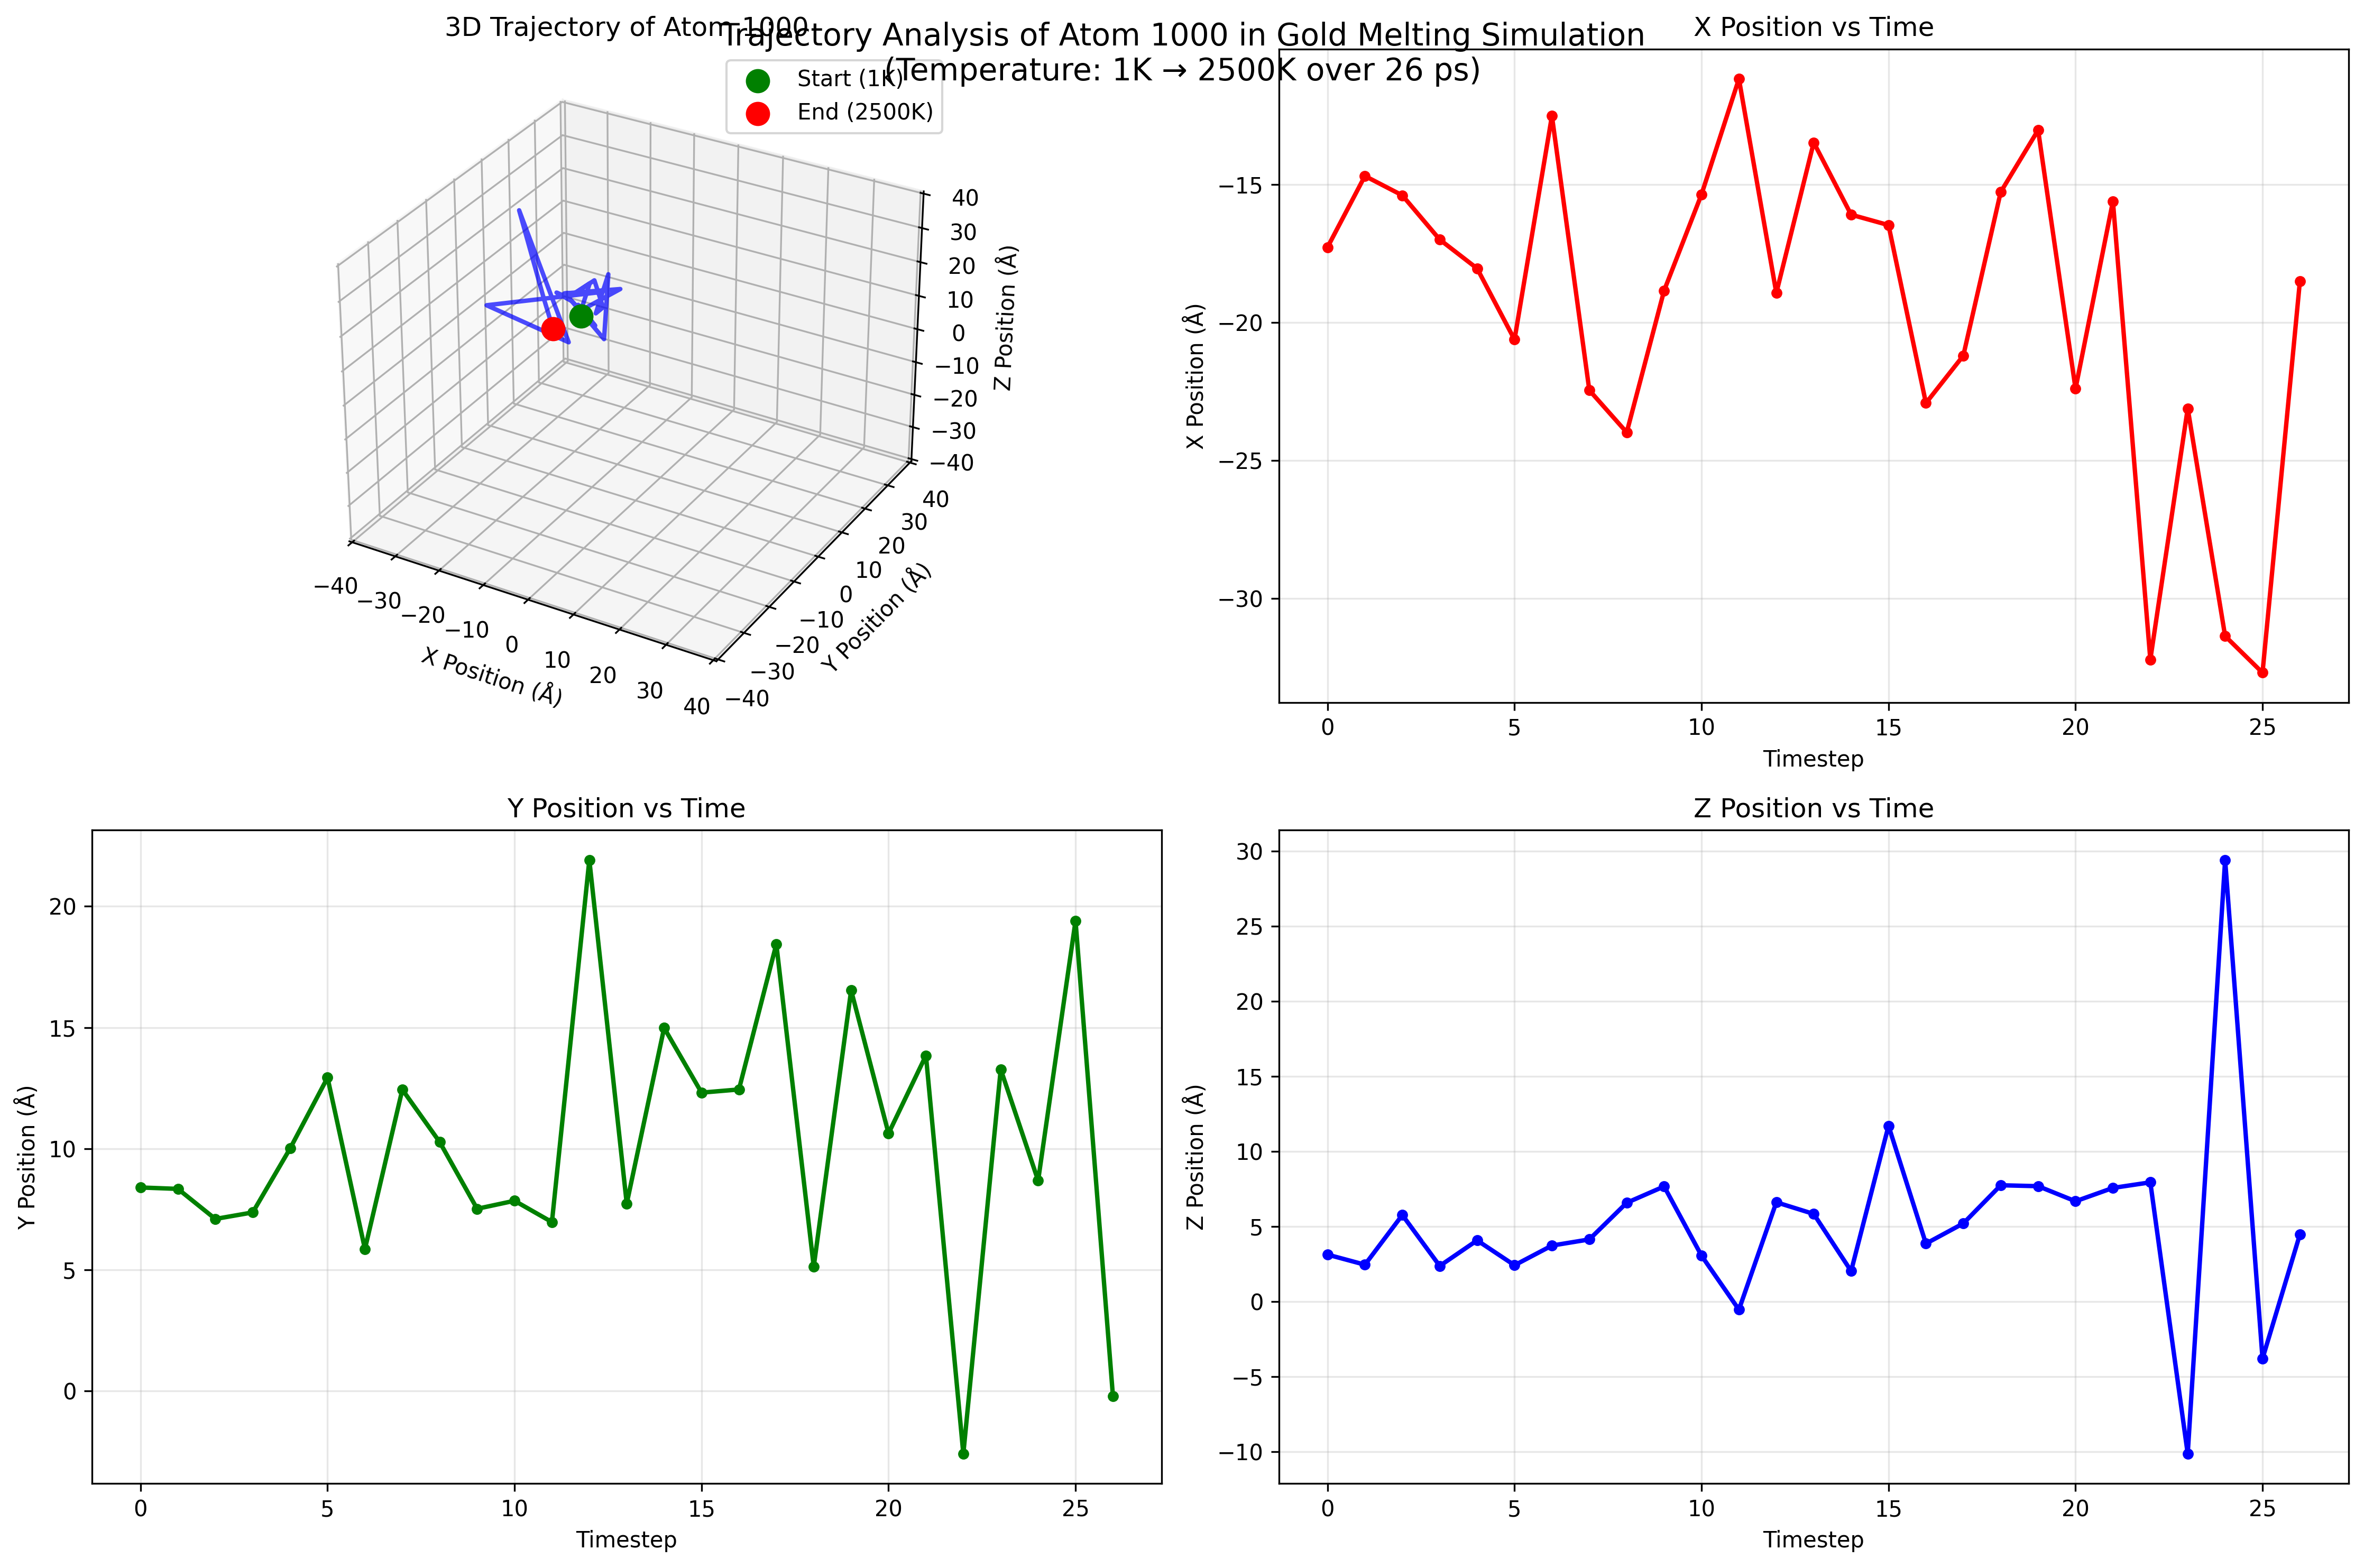 Trajectory Analysis of Atom 1000 in Gold Melting Simulation
(Temperature: 1K → 2500K over 26 ps)
3D Trajectory of Atom 1000
Start (1K)
End (2500K)
40
30
20
10
0
−10
−20
−30
−40
Z Position (Å)
−40
−30
−20
−10
0
10
20
30
40
X Position (Å)
40
30
20
10
0
−10
−20
−30
−40
Y Position (Å)
X Position vs Time
−15
−20
−25
−30
X Position (Å)
0 5 10 15 20 25
Timestep
Y Position vs Time
20
15
10
5
0
Y Position (Å)
0 5 10 15 20 25
Timestep
Z Position vs Time
30
25
20
15
10
5
0
−5
−10
Z Position (Å)
0 5 10 15 20 25
Timestep